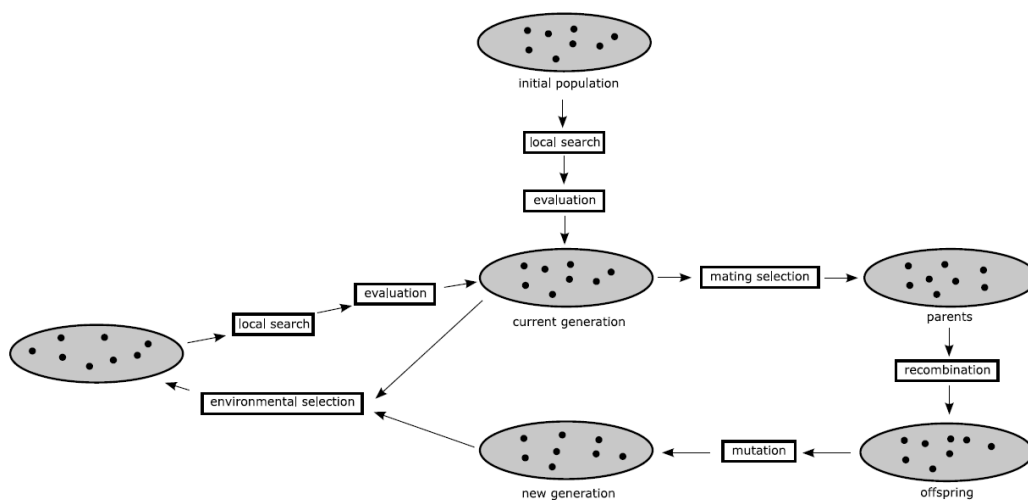 initial population
local search
evaluation
evaluation
mating selection
local search
current generation
parents
recombination
environmental selection
mutation
new generation
offspring